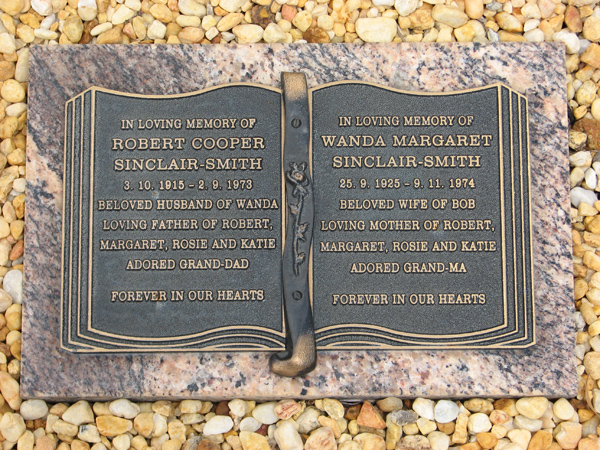 IN LOVING MEMORY OF
ROBERT COOPER
SINCLAIR-SMITH
3. 10. 1915 - 2. 9. 1973
BELOVED HUSBAND OF WANDA
LOVING FATHER OF ROBERT,
MARGARET, ROSIE AND KATIE
ADORED GRAND-DAD
FOREVER IN OUR HEARTS
IN LOVING MEMORY OF
WANDA MARGARET
SINCLAIR-SMITH
25. 9. 1925 - 9. 11. 1974
BELOVED WIFE OF BOB
LOVING MOTHER OF ROBERT,
MARGARET, ROSIE AND KATIE
ADORED GRAND-MA
FOREVER IN OUR HEARTS